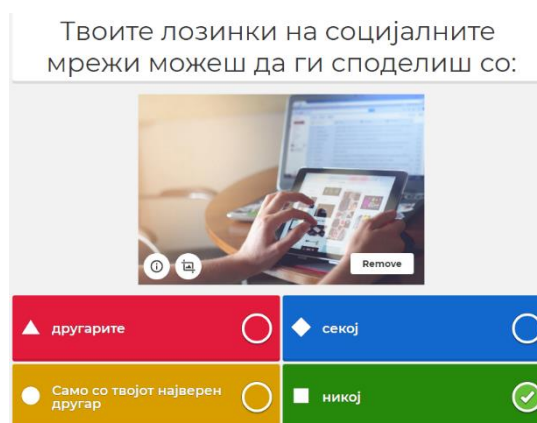 Твоите лозинки на социјалните
мрежи можеш да ги споделиш со:
Remove
другарите
секој
Само со твојот најверен
другар
никој